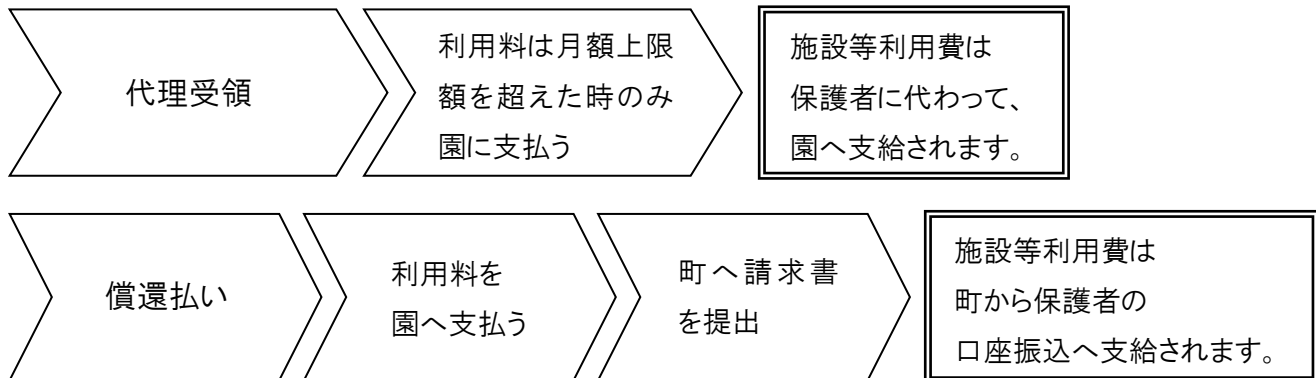 代理受領
利用料は月額上限
額を超えた時のみ
園に支払う
施設等利用費は
保護者に代わって、
園へ支給されます。
償還払い
利用料を
園へ支払う
町へ請求書
を提出
施設等利用費は
町から保護者の
口座振込へ支給されます。